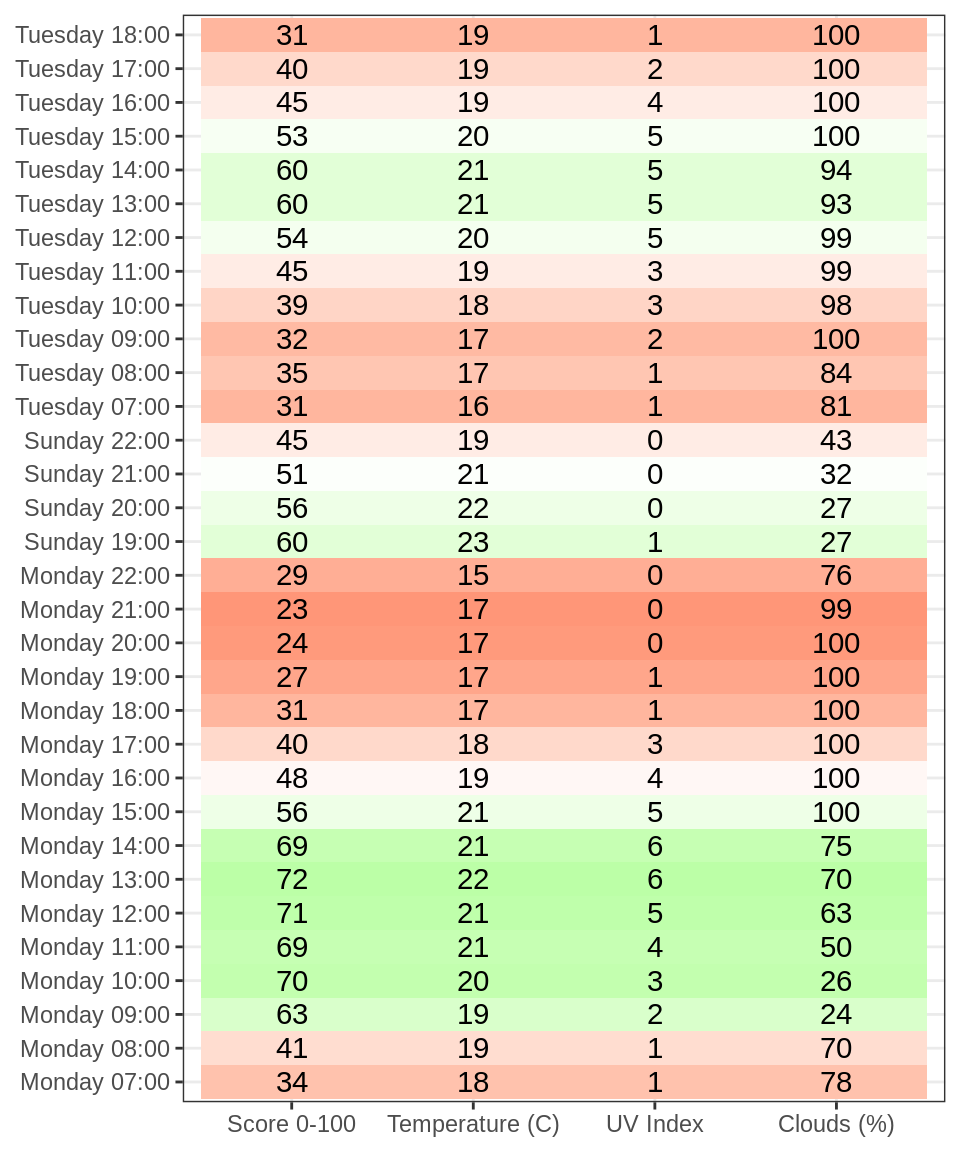 Tuesday 18:00 31 19 1 100
Tuesday 17:00 40 19 2 100
Tuesday 16:00 45 19 4 100
Tuesday 15:00 53 20 5 100
Tuesday 14:00 60 21 5 94
Tuesday 13:00 60 21 5 93
Tuesday 12:00 54 20 5 99
Tuesday 11:00 45 19 3 99
Tuesday 10:00 39 18 3 98
Tuesday 09:00 32 17 2 100
Tuesday 08:00 35 17 1 84
Tuesday 07:00 31 16 1 81
Sunday 22:00 45 19 0 43
Sunday 21:00 51 21 0 32
Sunday 20:00 56 22 0 27
Sunday 19:00 60 23 1 27
Monday 22:00 29 15 0 76
Monday 21:00 23 17 0 99
Monday 20:00 24 17 0 100
Monday 19:00 27 17 1 100
Monday 18:00 31 17 1 100
Monday 17:00 40 18 3 100
Monday 16:00 48 19 4 100
Monday 15:00 56 21 5 100
Monday 14:00 69 21 6 75
Monday 13:00 72 22 6 70
Monday 12:00 71 21 5 63
Monday 11:00 69 21 4 50
Monday 10:00 70 20 3 26
Monday 09:00 63 19 2 24
Monday 08:00 41 19 1 70
Monday 07:00 34 18 1 78
Score 0-100 Temperature (C) UV Index Clouds (%)